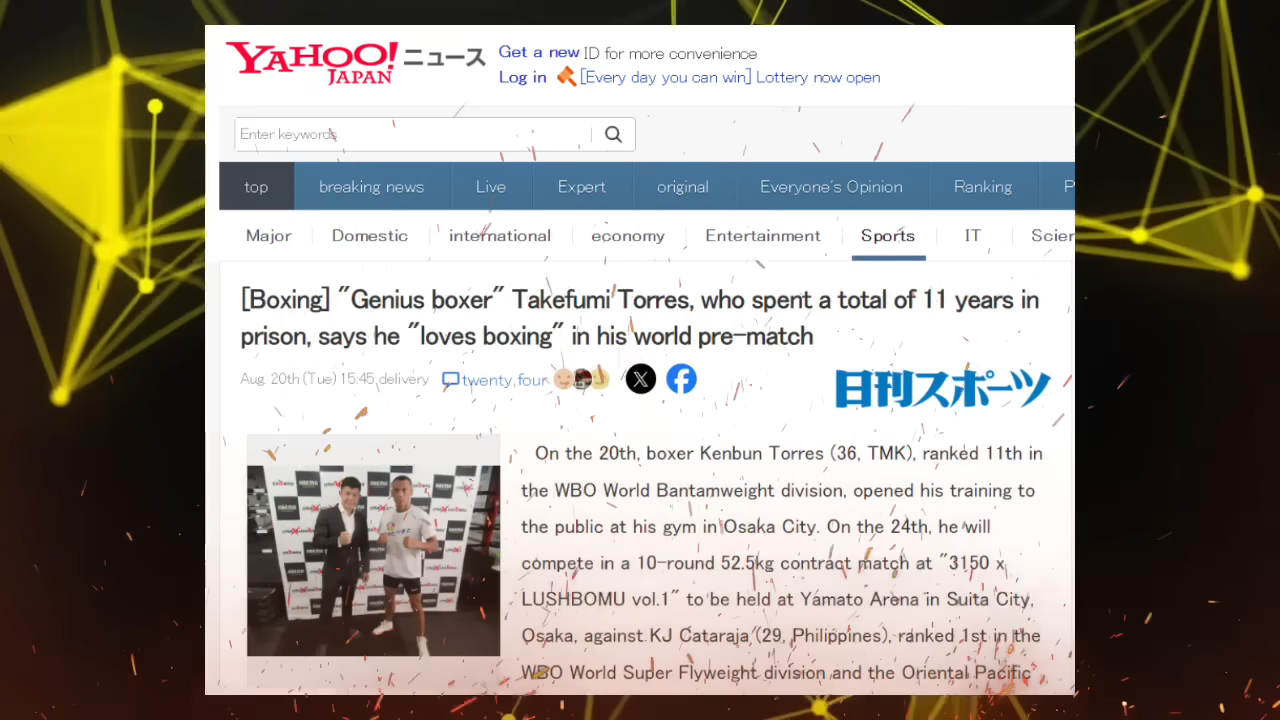 YAHOO! ニュース
JAPAN
Get a new ID for more convenience
Log in [Every day you can win] Lottery now open
Enter keywords
top breaking news Live Expert original Everyone's Opinion Ranking P
Major Domestic international economy Entertainment Sports IT Scien
[Boxing] "Genius boxer" Takefumi Torres, who spent a total of 11 years in
prison, says he "loves boxing" in his world pre-match
Aug. 20th (Tue) 15:45 delivery twenty four
日刊スポーツ
On the 20th, boxer Kenbun Torres (36, TMK), ranked 11th in
the WBO World Bantamweight division, opened his training to
the public at his gym in Osaka City. On the 24th, he will
compete in a 10-round 52.5kg contract match at "3150 x
LUSHBOMU vol.1" to be held at Yamato Arena in Suita City,
Osaka, against KJ Cataraja (29, Philippines), ranked 1st in the
WBO World Super Flyweight division and the Oriental Pacific